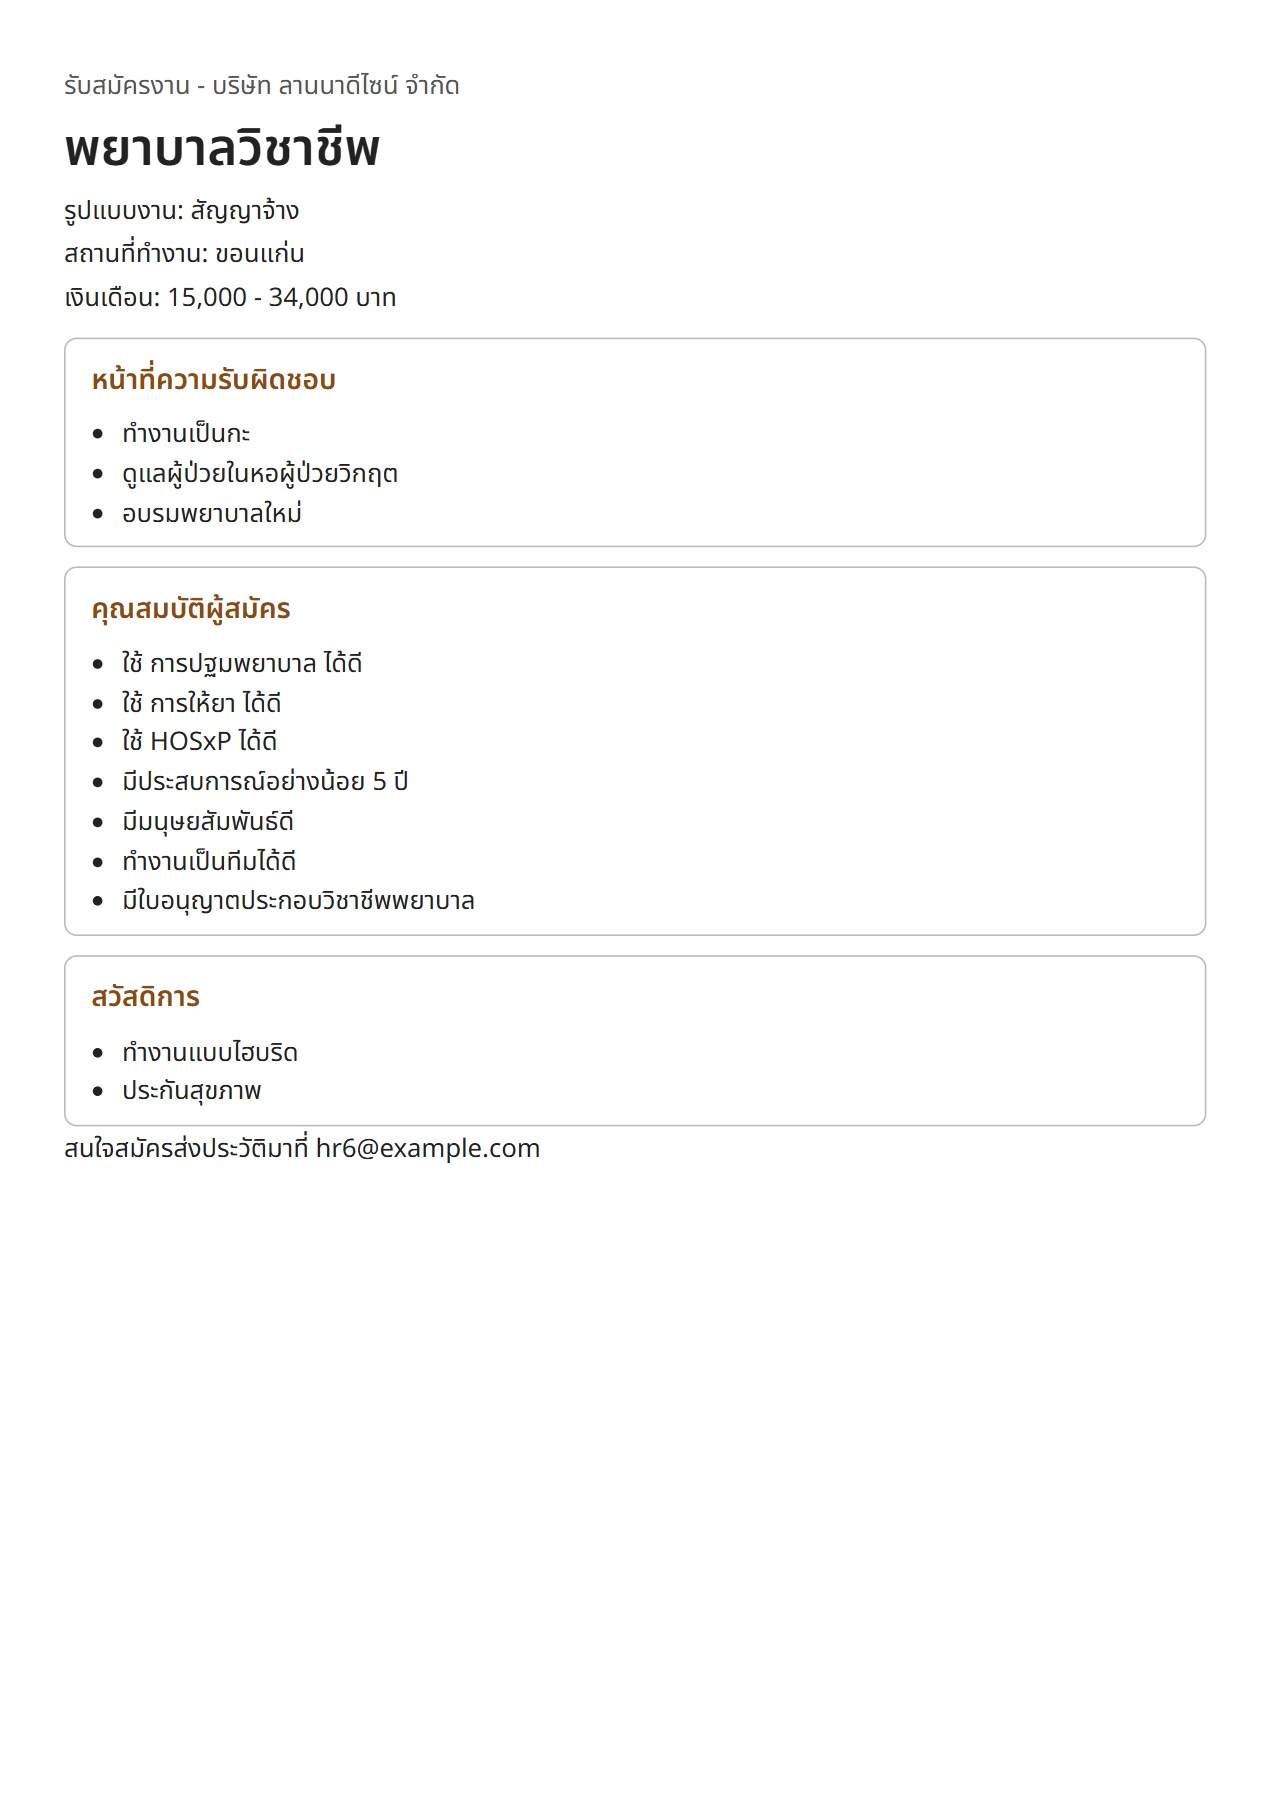 รับสมัครงาน - บริษัท ลานนาดีไซน์ จำกัด
พยาบาลวิชาชีพ
รูปแบบงาน: สัญญาจ้าง
สถานที่ทำงาน: ขอนแก่น
เงินเดือน: 15,000 - 34,000 บาท
หน้าที่ความรับผิดชอบ
ทำงานเป็นกะ
ดูแลผู้ป่วยในหอผู้ป่วยวิกฤต
อบรมพยาบาลใหม่
คุณสมบัติผู้สมัคร
ใช้ การปฐมพยาบาล ได้ดี
ใช้ การให้ยา ได้ดี
ใช้ HOSxP ได้ดี
มีประสบการณ์อย่างน้อย 5 ปี
มีมนุษยสัมพันธ์ดี
ทำงานเป็นทีมได้ดี
มีใบอนุญาตประกอบวิชาชีพพยาบาล
สวัสดิการ
ทำงานแบบไฮบริด
ประกันสุขภาพ
สนใจสมัครส่งประวัติมาที่ hr6@example.com